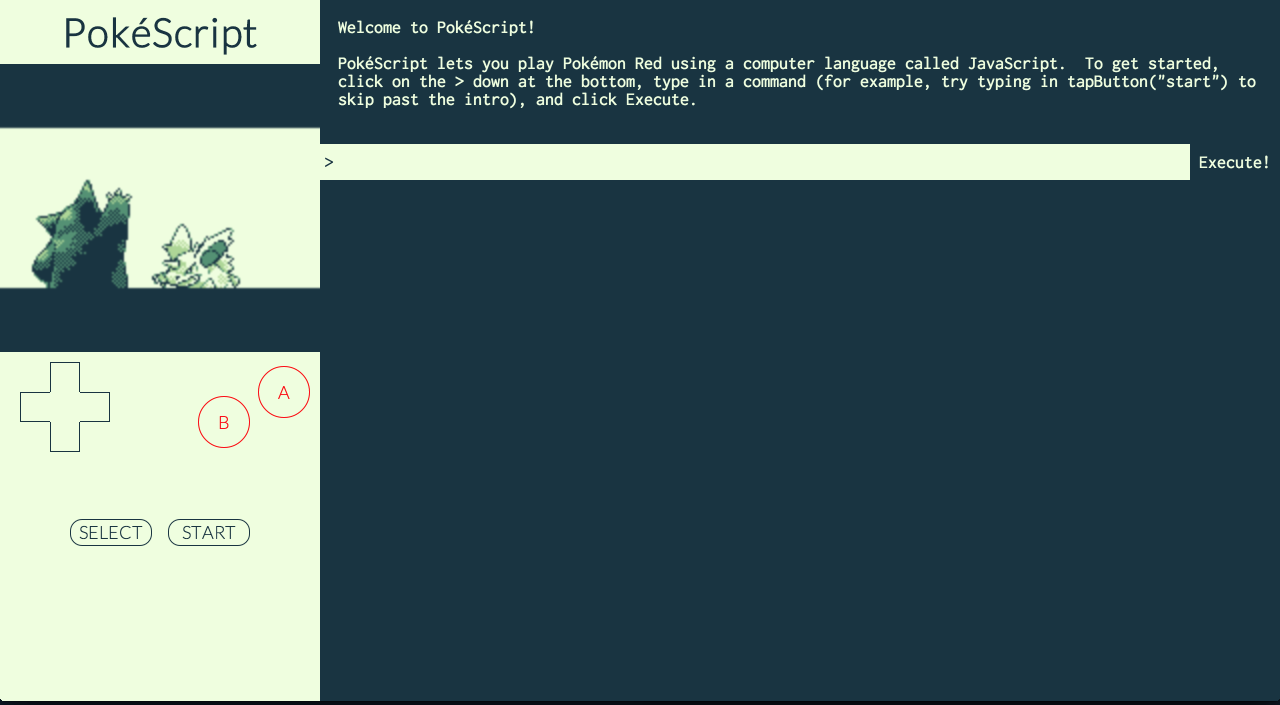 PokéScript
Welcome to PokéScript!
PokéScript lets you play Pokémon Red using a computer language called JavaScript.  To get started,
click on the > down at the bottom, type in a command (for example, try typing in tapButton("start") to
skip past the intro), and click Execute.
>
Execute!
A
B
SELECT
START